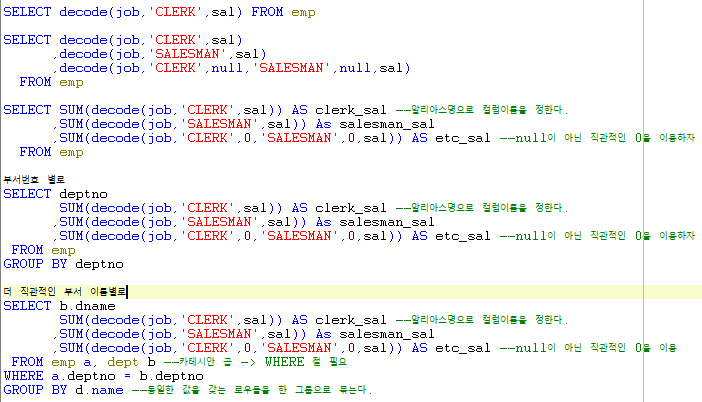 SELECT decode(job,'CLERK',sal) FROM emp
SELECT decode(job,'CLERK',sal)
,decode(job,'SALESMAN',sal)
,decode(job,'CLERK',null,'SALESMAN',null,sal)
FROM emp
SELECT SUM(decode(job,'CLERK',sal)) AS clerk_sal --알리아스명으로 컬럼이름을 정한다.
,SUM(decode(job,'SALESMAN',sal)) As salesman_sal
,SUM(decode(job,'CLERK',0,'SALESMAN',0,sal)) AS etc_sal --null이 아닌 직관적인 0을 이용하자
FROM emp
부서번호 별로
SELECT deptno
SUM(decode(job,'CLERK',sal)) AS clerk_sal --알리아스명으로 컬럼이름을 정한다.
,SUM(decode(job,'SALESMAN',sal)) As salesman_sal
,SUM(decode(job,'CLERK',0,'SALESMAN',0,sal)) AS etc_sal --null이 아닌 직관적인 0을 이용하자
FROM emp
GROUP BY deptno
더 직관적인 부서 이름별로
SELECT b.dname
SUM(decode(job,'CLERK',sal)) AS clerk_sal --알리아스명으로 컬럼이름을 정한다.
,SUM(decode(job,'SALESMAN',sal)) As salesman_sal
,SUM(decode(job,'CLERK',0,'SALESMAN',0,sal)) AS etc_sal --null이 아닌 직관적인 0을 이용
FROM emp a, dept b --카테시안 곱 -> WHERE 절 필요
WHERE a.deptno = b.deptno
GROUP BY d.name --동일한 값을 갖는 로우들을 한 그룹으로 묶는다.